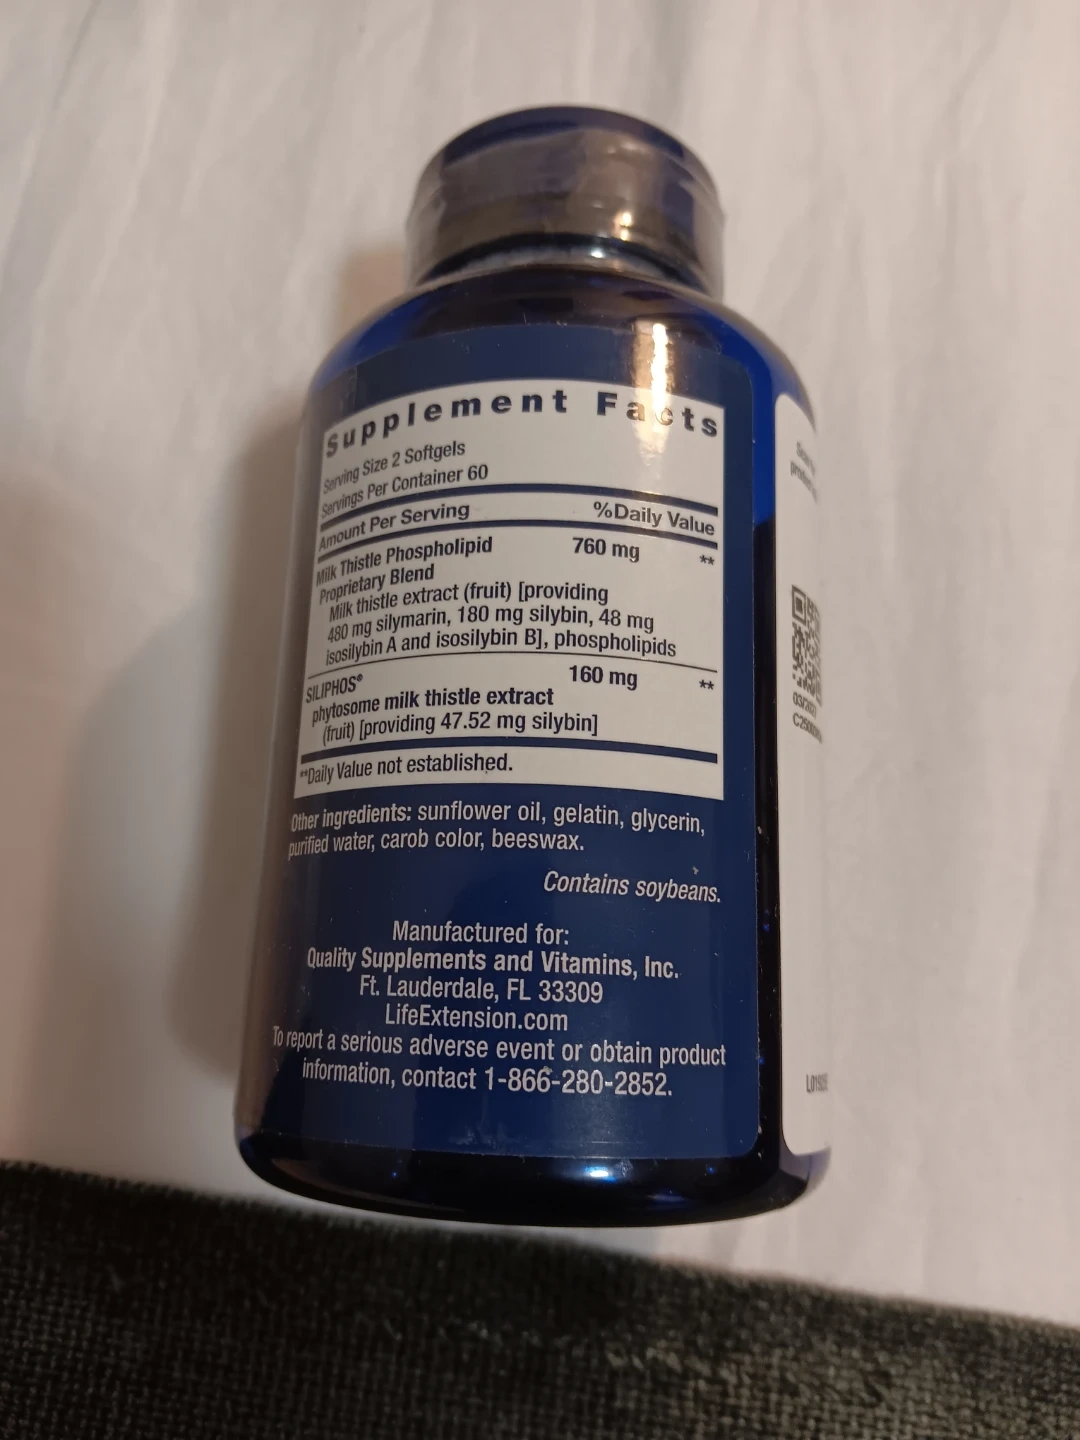 Supplement Facts
Serving Size 2 Softgels
Servings Per Container 60
Amount Per Serving %Daily Value
Milk Thistle Phospholipid 760 mg **
Proprietary Blend
Milk thistle extract (fruit) [providing
480 mg silymarin, 180 mg silybin, 48 mg
isosilybin A and isosilybin B], phospholipids
SILIPHOS® 160 mg **
phytosome milk thistle extract
(fruit) [providing 47.52 mg silybin]
**Daily Value not established.
Other ingredients: sunflower oil, gelatin, glycerin,
purified water, carob color, beeswax.
Contains soybeans.
Manufactured for:
Quality Supplements and Vitamins, Inc.
Ft. Lauderdale, FL 33309
LifeExtension.com
To report a serious adverse event or obtain product
information, contact 1-866-280-2852.
03/2027